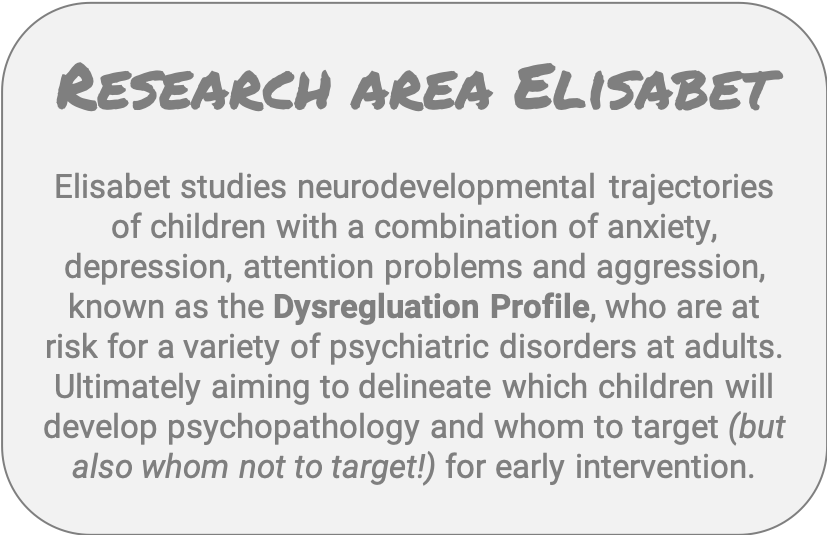 Research area Elisabet
Elisabet studies neurodevelopmental trajectories
of children with a combination of anxiety,
depression, attention problems and aggression,
known as the Dysregluation Profile, who are at
risk for a variety of psychiatric disorders at adults.
Ultimately aiming to delineate which children will
develop psychopathology and whom to target (but
also whom not to target!) for early intervention.